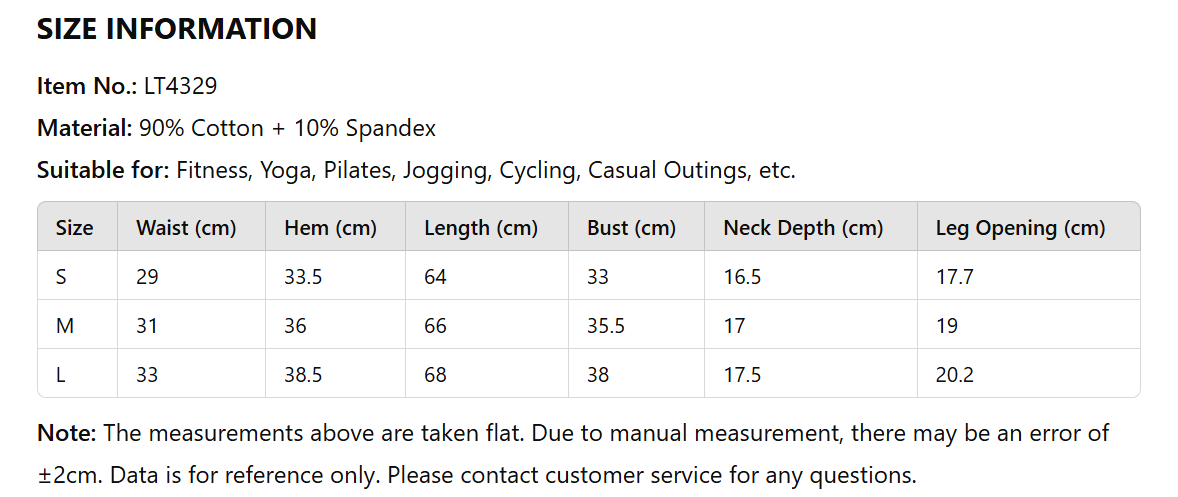 SIZE INFORMATION
Item No.: LT4329
Material: 90% Cotton + 10% Spandex
Suitable for: Fitness, Yoga, Pilates, Jogging, Cycling, Casual Outings, etc.
Size Waist (cm) Hem (cm) Length (cm) Bust (cm) Neck Depth (cm) Leg Opening (cm)
S 29 33.5 64 33 16.5 17.7
M 31 36 66 35.5 17 19
L 33 38.5 68 38 17.5 20.2
Note: The measurements above are taken flat. Due to manual measurement, there may be an error of
±2cm. Data is for reference only. Please contact customer service for any questions.